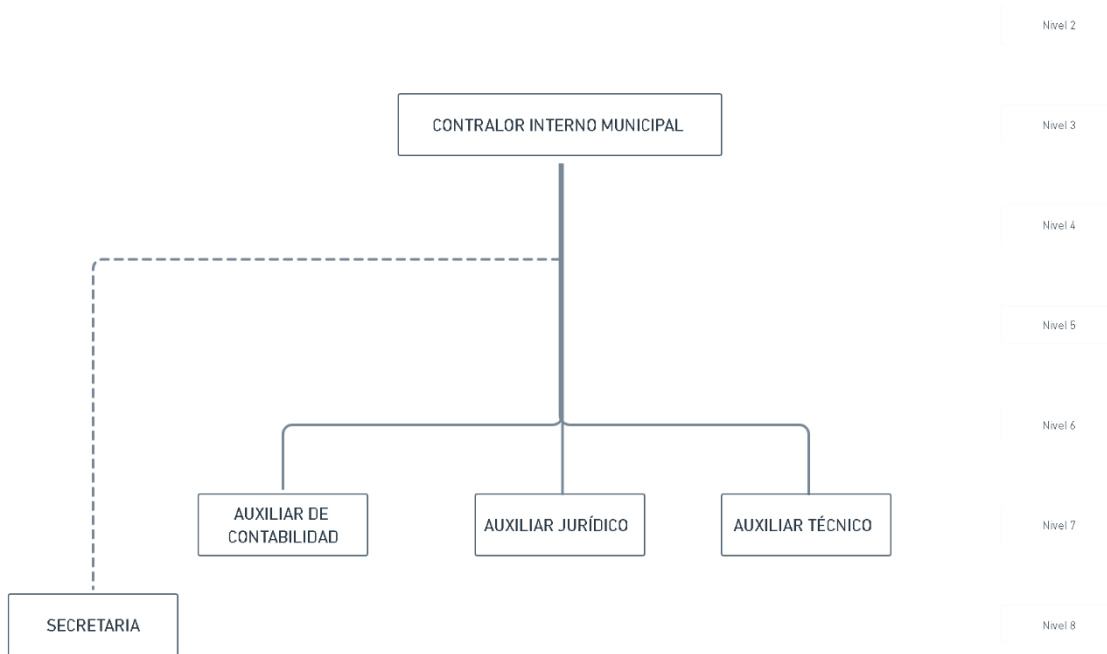 Nivel 2
CONTRALOR INTERNO MUNICIPAL
Nivel 3
Nivel 4
Nivel 5
Nivel 6
AUXILIAR DE
CONTABILIDAD
AUXILIAR JURÍDICO
AUXILIAR TÉCNICO
Nivel 7
SECRETARIA
Nivel 8